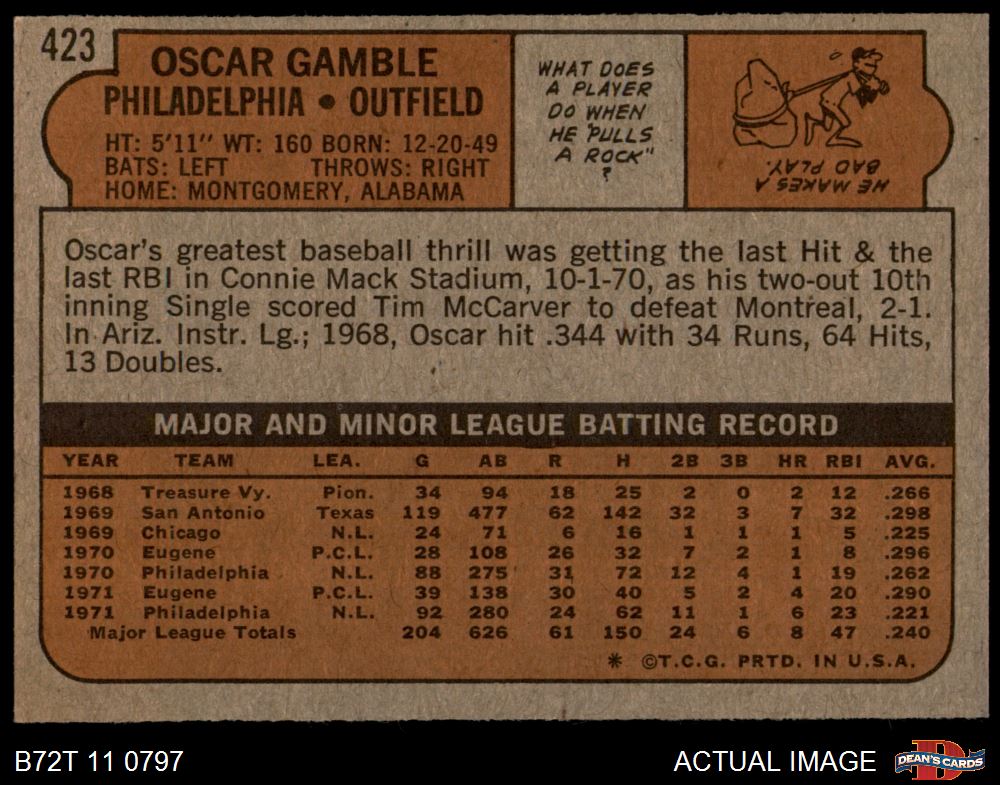 423
OSCAR GAMBLE
PHILADELPHIA • OUTFIELD
HT: 5'11" WT: 160 BORN: 12-20-49
BATS: LEFT THROWS: RIGHT
HOME: MONTGOMERY, ALABAMA
WHAT DOES
A PLAYER
DO WHEN
HE "PULLS
A ROCK"
?
HE MAKES A
BAD PLAY.
Oscar's greatest baseball thrill was getting the last Hit & the
last RBI in Connie Mack Stadium, 10-1-70, as his two-out 10th
inning Single scored Tim McCarver to defeat Montreal, 2-1.
In Ariz. Instr. Lg.; 1968, Oscar hit .344 with 34 Runs, 64 Hits,
13 Doubles.
MAJOR AND MINOR LEAGUE BATTING RECORD
YEAR TEAM LEA. G AB R H 2B 3B HR RBI AVG.
1968 Treasure Vy. Pion. 34 94 18 25 2 0 2 12 .266
1969 San Antonio Texas 119 477 62 142 32 3 7 32 .298
1969 Chicago N.L. 24 71 6 16 1 1 1 5 .225
1970 Eugene P.C.L. 28 108 26 32 7 2 1 8 .296
1970 Philadelphia N.L. 88 275 31 72 12 4 1 19 .262
1971 Eugene P.C.L. 39 138 30 40 5 2 4 20 .290
1971 Philadelphia N.L. 92 280 24 62 11 1 6 23 .221
Major League Totals 204 626 61 150 24 6 8 47 .240
* ©T.C.G. PRTD. IN U.S.A.
B72T 11 0797
ACTUAL IMAGE
DEAN'S CARDS